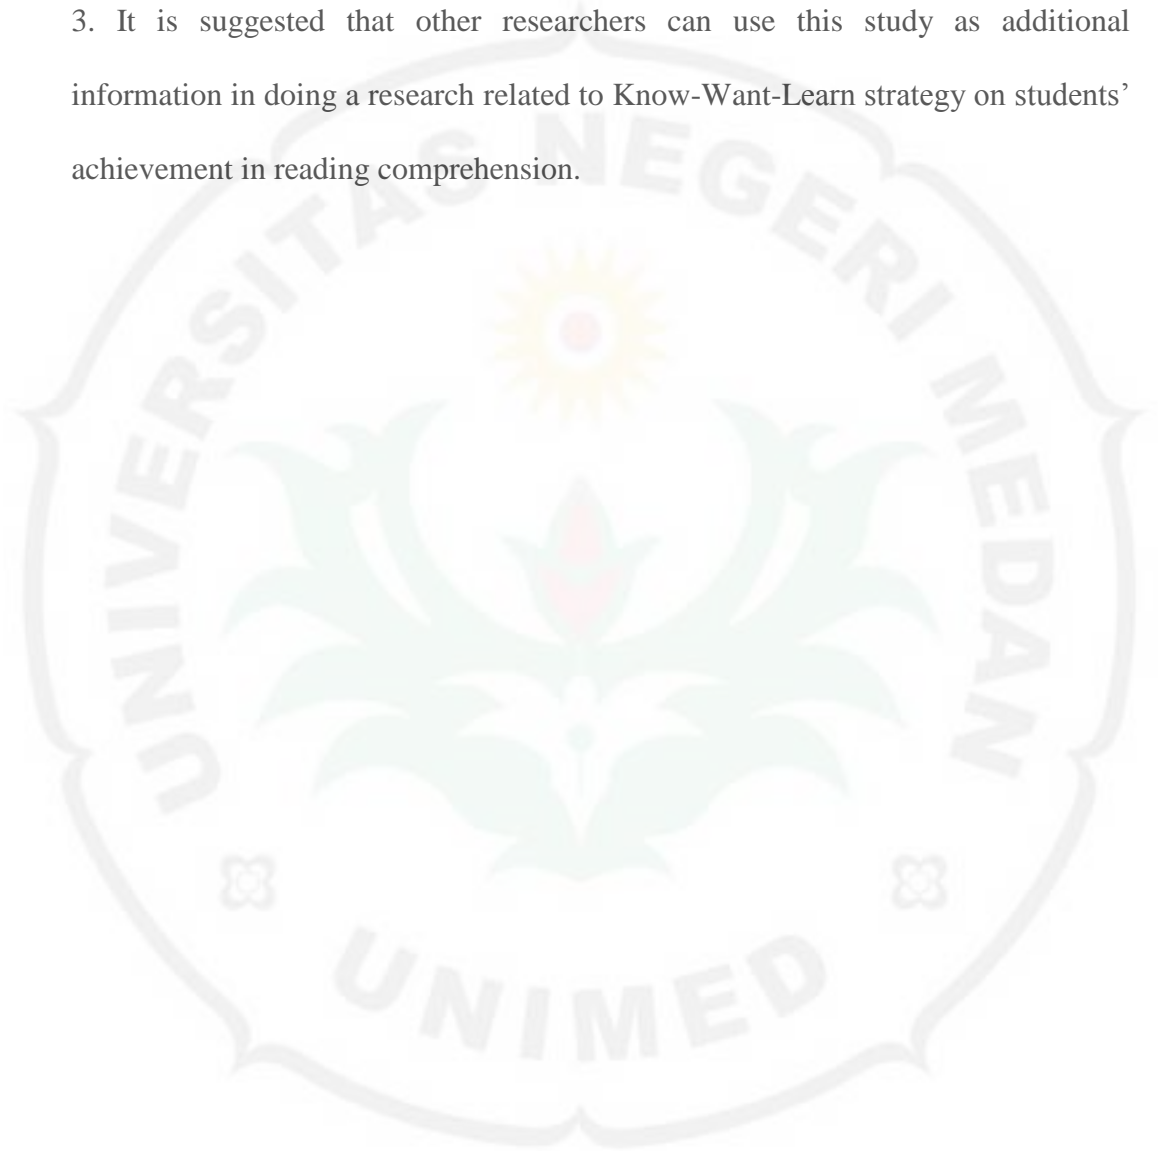 3. It is suggested that other researchers can use this study as additional
information in doing a research related to Know-Want-Learn strategy on students’
achievement in reading comprehension.
UNIVERSITAS NEGERI MEDAN
UNIMED